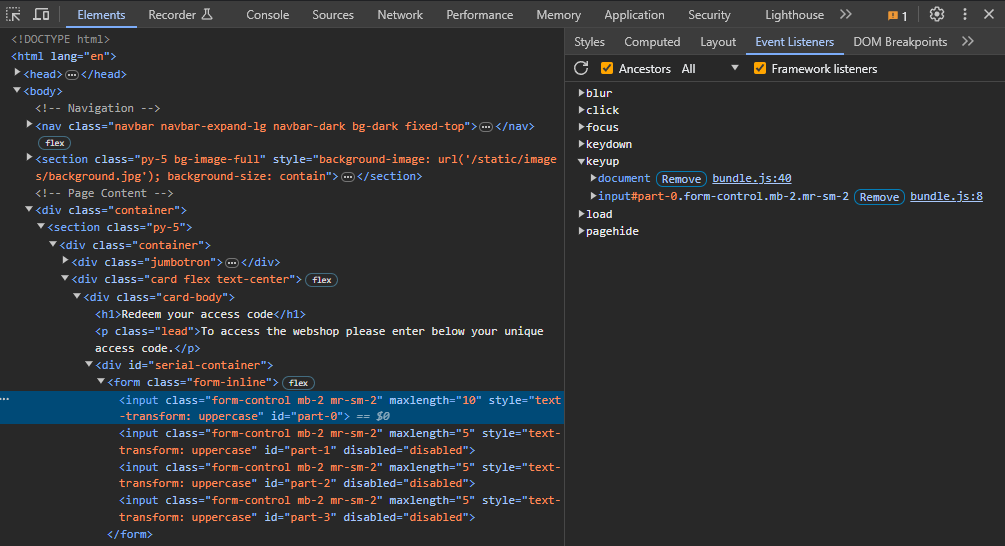 Elements Recorder Console Sources Network Performance Memory Application Security Lighthouse 1
<!DOCTYPE html>
<html lang="en">
<head> … </head>
<body>
<!-- Navigation -->
<nav class="navbar navbar-expand-lg navbar-dark bg-dark fixed-top"> … </nav>
flex
<section class="py-5 bg-image-full" style="background-image: url('/static/image
s/background.jpg'); background-size: contain"> … </section>
<!-- Page Content -->
<div class="container">
<section class="py-5">
<div class="container">
<div class="jumbotron"> … </div>
<div class="card flex text-center"> flex
<div class="card-body">
<h1>Redeem your access code</h1>
<p class="lead">To access the webshop please enter below your unique
access code.</p>
<div id="serial-container">
<form class="form-inline"> flex
… <input class="form-control mb-2 mr-sm-2" maxlength="10" style="text
-transform: uppercase" id="part-0"> == $0
<input class="form-control mb-2 mr-sm-2" maxlength="5" style="text-
transform: uppercase" id="part-1" disabled="disabled">
<input class="form-control mb-2 mr-sm-2" maxlength="5" style="text-
transform: uppercase" id="part-2" disabled="disabled">
<input class="form-control mb-2 mr-sm-2" maxlength="5" style="text-
transform: uppercase" id="part-3" disabled="disabled">
</form>
Styles Computed Layout Event Listeners DOM Breakpoints
Ancestors All Framework listeners
blur
click
focus
keydown
keyup
document Remove bundle.js:40
input#part-0.form-control.mb-2.mr-sm-2 Remove bundle.js:8
load
pagehide